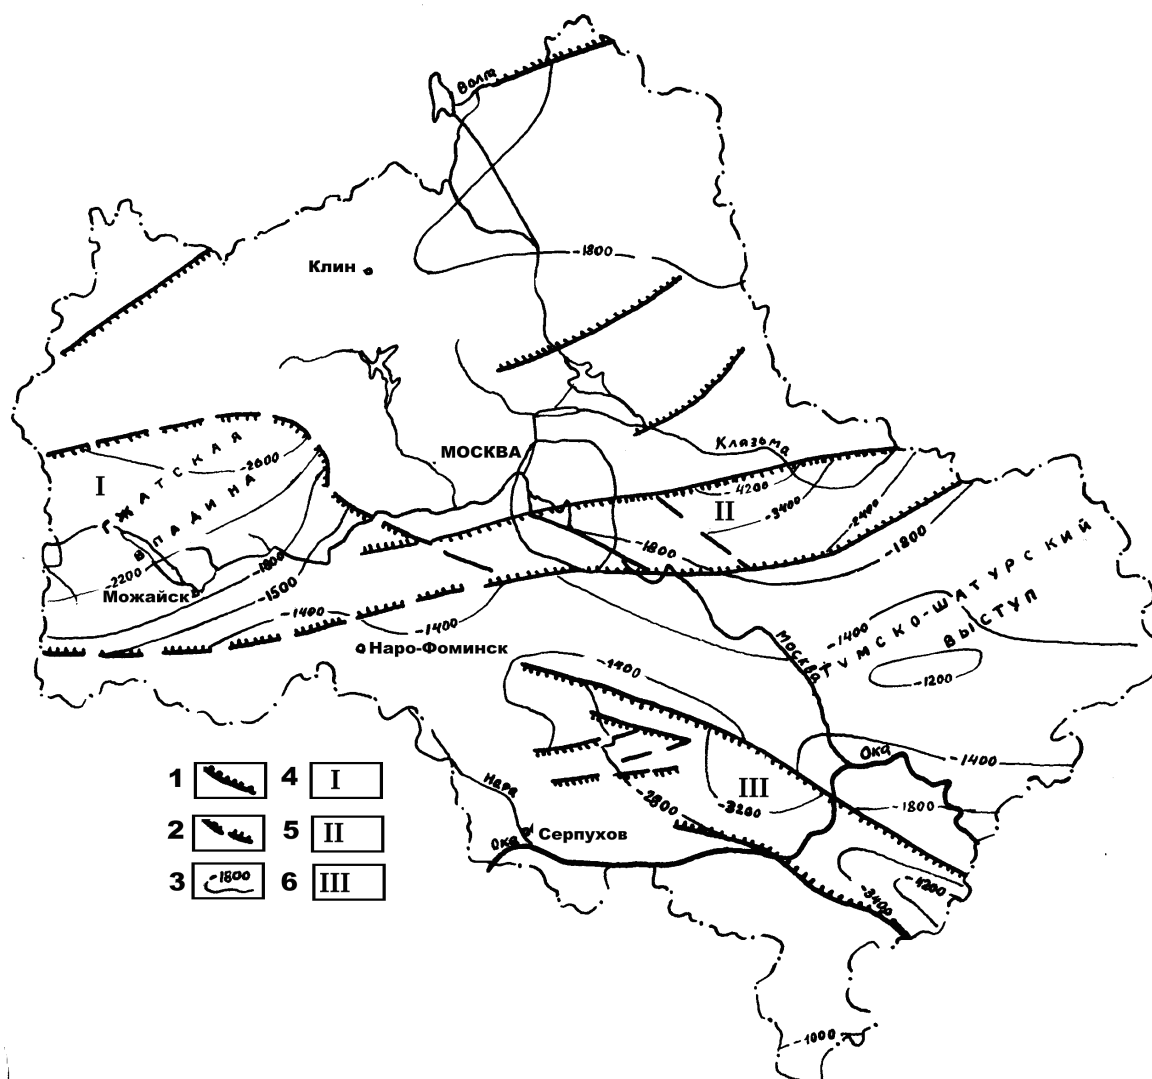 Волга
-1800
Клин
Клязьма
МОСКВА
I
ГЖАТСКАЯ
ВПАДИНА
-2600
-4200
II
-3400
-2400
-1800
-1800
-2200
-1800
-1500
Можайск
-1400
-1400
Наро-Фоминск
Москва
-1400
ТУМСКО-ШАТУРСКИЙ
ВЫСТУП
-1200
-1400
Ока
-1400
III
-3200
-2800
-1800
Нара
Ока
Серпухов
-4200
-3400
1
4 I
2
5 II
3 -1800
6 III
-1000